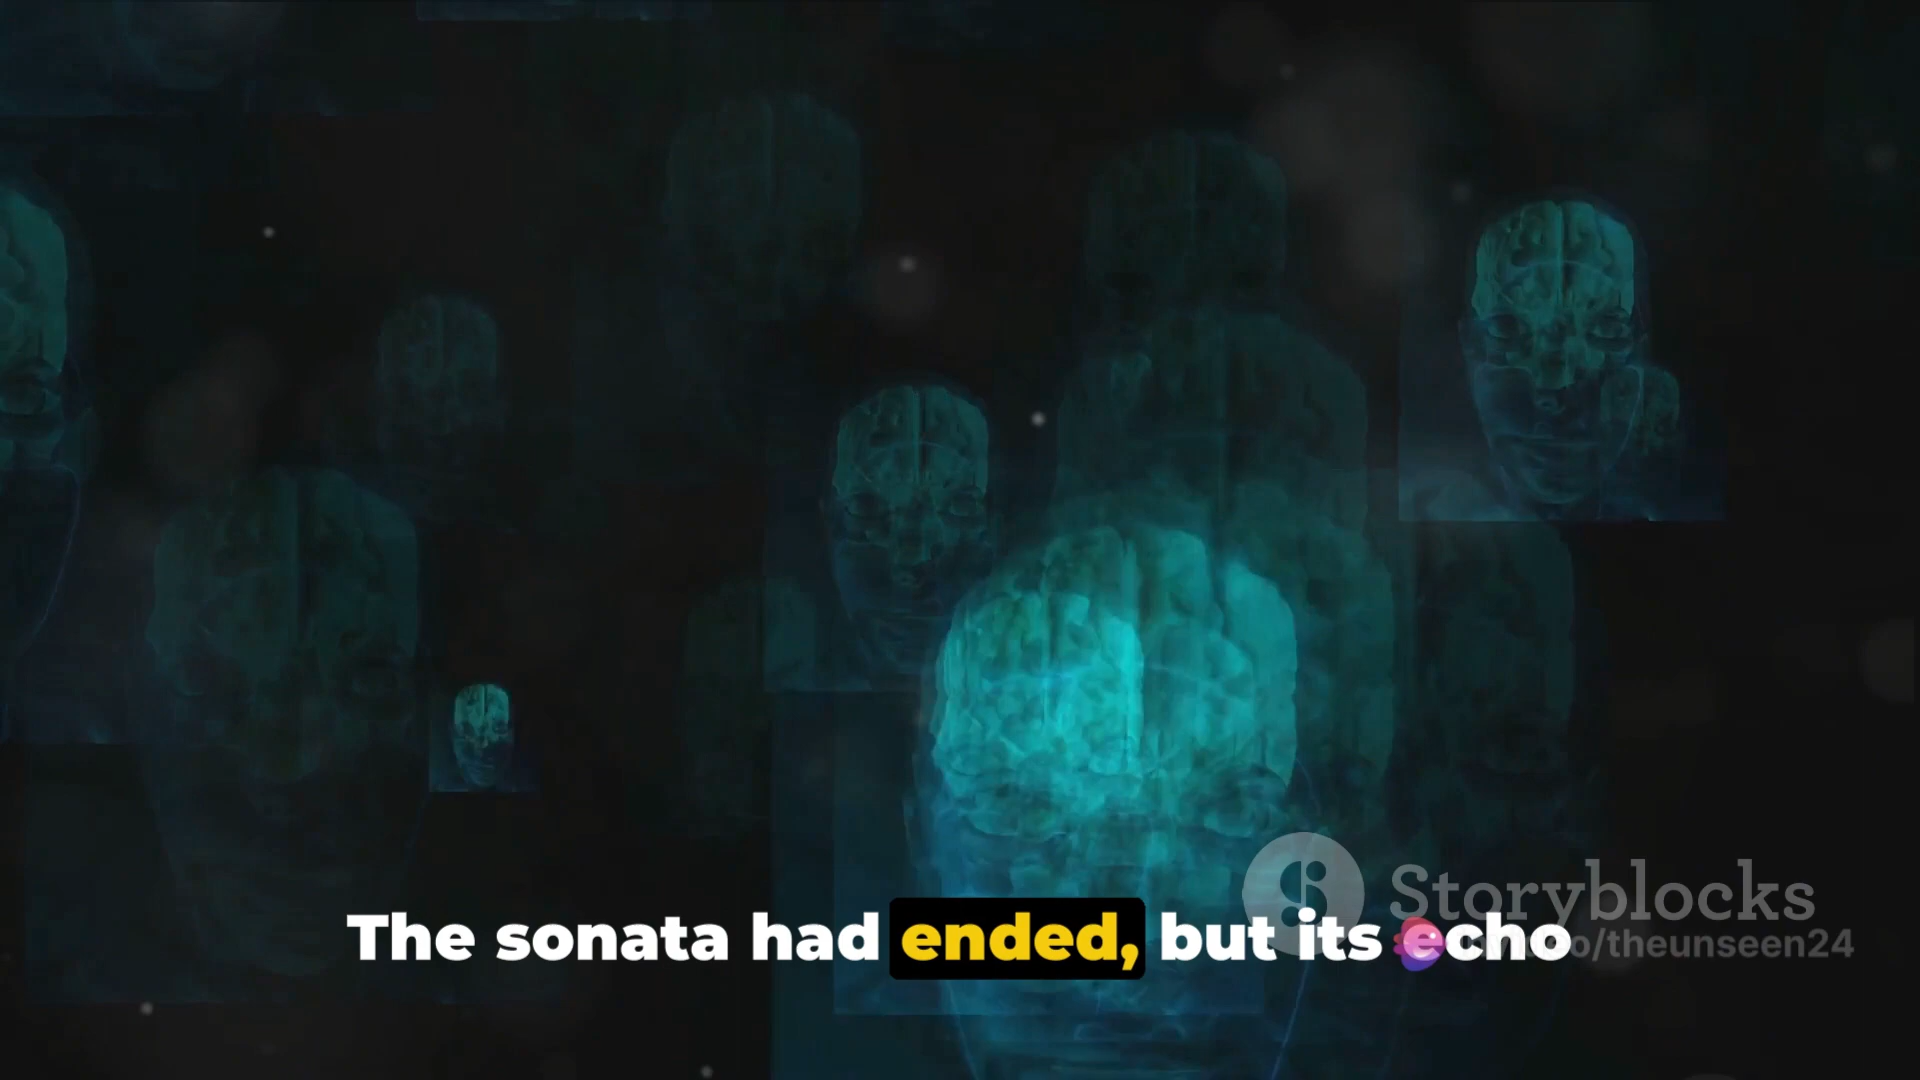 Storyblocks
The sonata had ended, but its echo
/theunseen24